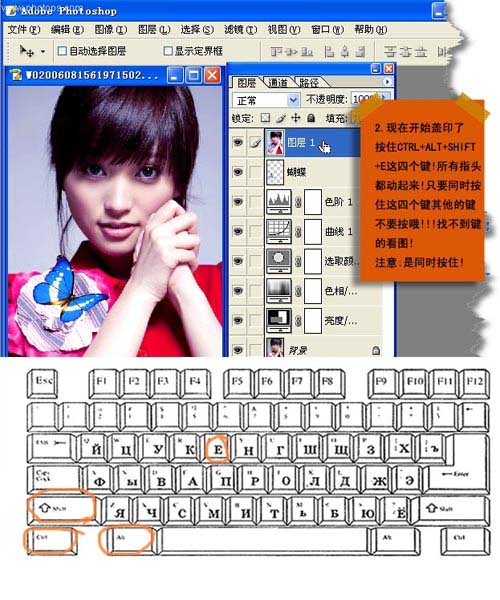 Adobe Photoshop
文件(F) 编辑(E) 图像(I) 图层(L) 选择(S) 滤镜(T) 视图(V) 窗口(W) 帮助(H)
自动选择图层 显示定界框
W02006081561971502...
图层 通道 路径
正常 不透明度: 100%
锁定: 填充:
图层 1
蝴蝶
色阶 1
曲线 1
选取颜...
色相/...
亮度/...
背景
2.现在开始盖印了
按住CTRL+ALT+SHIFT
+E这四个键!所有指头
都动起来!只要同时按
住这四个键其他的键
不要按哦!!!找不到键
的看图!
注意:是同时按住!
Esc F1 F2 F3 F4 F5 F6 F7 F8 F9 F10 F11 F12
Й Ц У К Е Н Г Ш Щ З Х Ъ
Caps Lock Ф Ы В А П Р О Л Д Ж Э Enter
Shift Я Ч С М И Т Ь Б Ю Ё Shift
Ctrl Alt Alt Ctrl